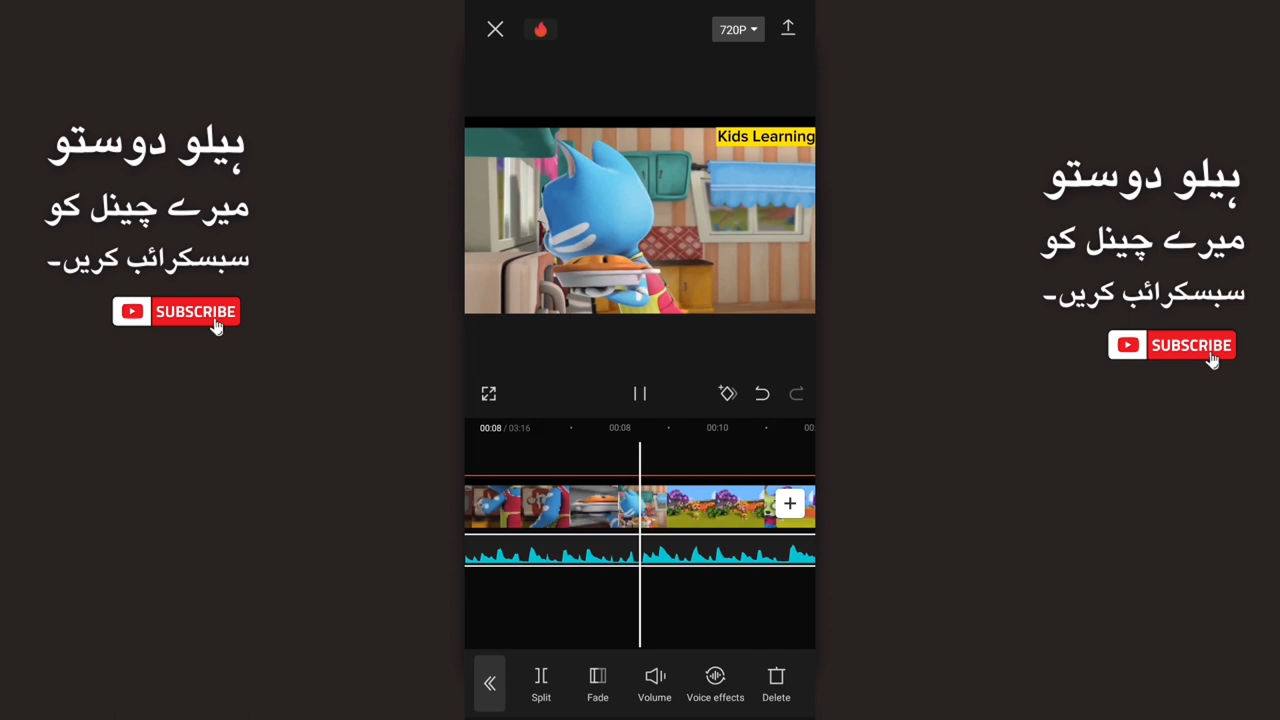 ہیلو دوستو
میرے چینل کو
سبسکرائب کریں۔
SUBSCRIBE
720P
Kids Learning
00:08 / 03:16
00:08
00:10
00:
Split
Fade
Volume
Voice effects
Delete
ہیلو دوستو
میرے چینل کو
سبسکرائب کریں۔
SUBSCRIBE